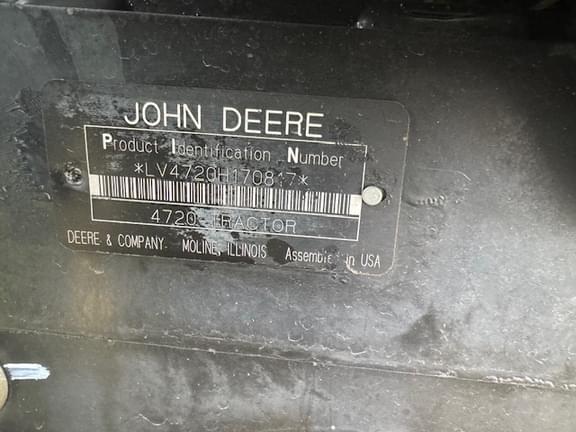 JOHN DEERE
Product Identification Number
*LV4720H170817*
4720 TRACTOR
DEERE & COMPANY MOLINE, ILLINOIS Assembled in USA